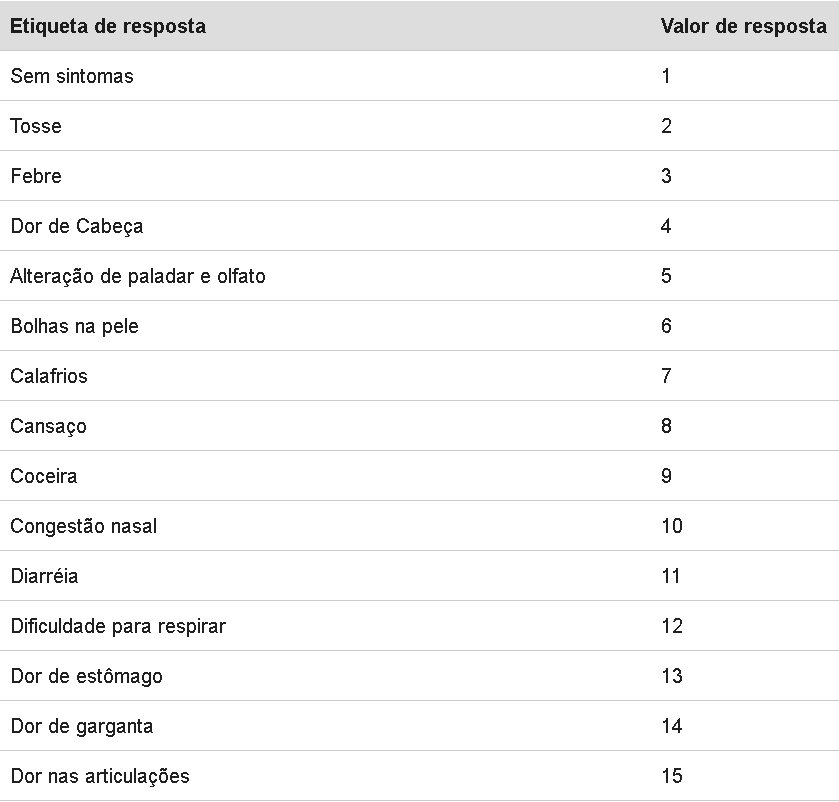 Etiqueta de resposta Valor de resposta
Sem sintomas 1
Tosse 2
Febre 3
Dor de Cabeça 4
Alteração de paladar e olfato 5
Bolhas na pele 6
Calafrios 7
Cansaço 8
Coceira 9
Congestão nasal 10
Diarréia 11
Dificuldade para respirar 12
Dor de estômago 13
Dor de garganta 14
Dor nas articulações 15